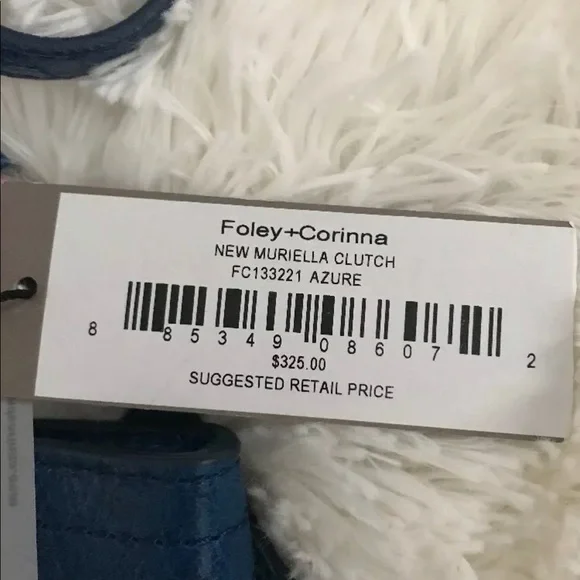 Foley+Corinna
NEW MURIELLA CLUTCH
FC133221 AZURE
8 85349 08607 2
$325.00
SUGGESTED RETAIL PRICE